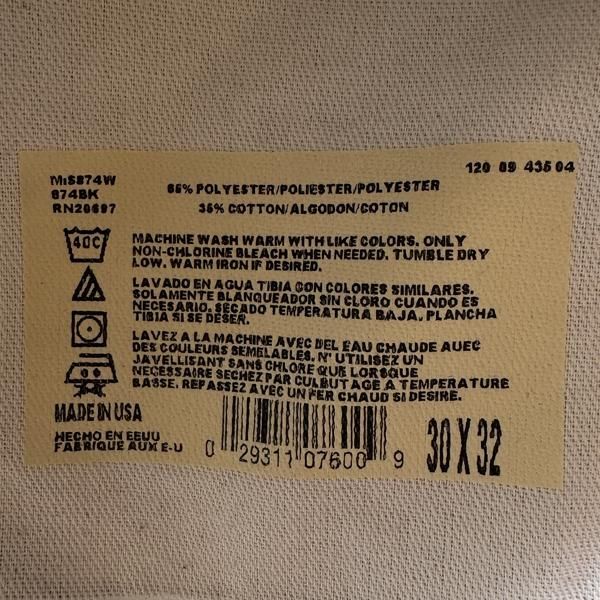 120 09 435 04
MIS874W
874BK
RN20697
65% POLYESTER/POLIESTER/POLYESTER
35% COTTON/ALGODON/COTON
40C
MACHINE WASH WARM WITH LIKE COLORS. ONLY
NON-CHLORINE BLEACH WHEN NEEDED. TUMBLE DRY
LOW. WARM IRON IF DESIRED.
LAVADO EN AGUA TIBIA CON COLORES SIMILARES.
SOLAMENTE BLANQUEADOR SIN CLORO CUANDO ES
NECESARIO. SECADO TEMPERATURA BAJA. PLANCHA
TIBIA SI SE DESER.
LAVEZ A LA MACHINE AVEC DEL EAU CHAUDE AUEC
DES COULEURS SEMELABLES. N' UTILISEZ UN
JAVELLISANT SANS CHLORE QUE LORSQUE
NECESSAIRE SECHEZ PAR CULBUTAGE A TEMPERATURE
BASSE. REPASSEZ AVEC UN FER CHAUD SI DESIRE.
MADE IN USA
HECHO EN EEUU
FABRIQUE AUX E-U
0 29311 07600 9
30 X 32